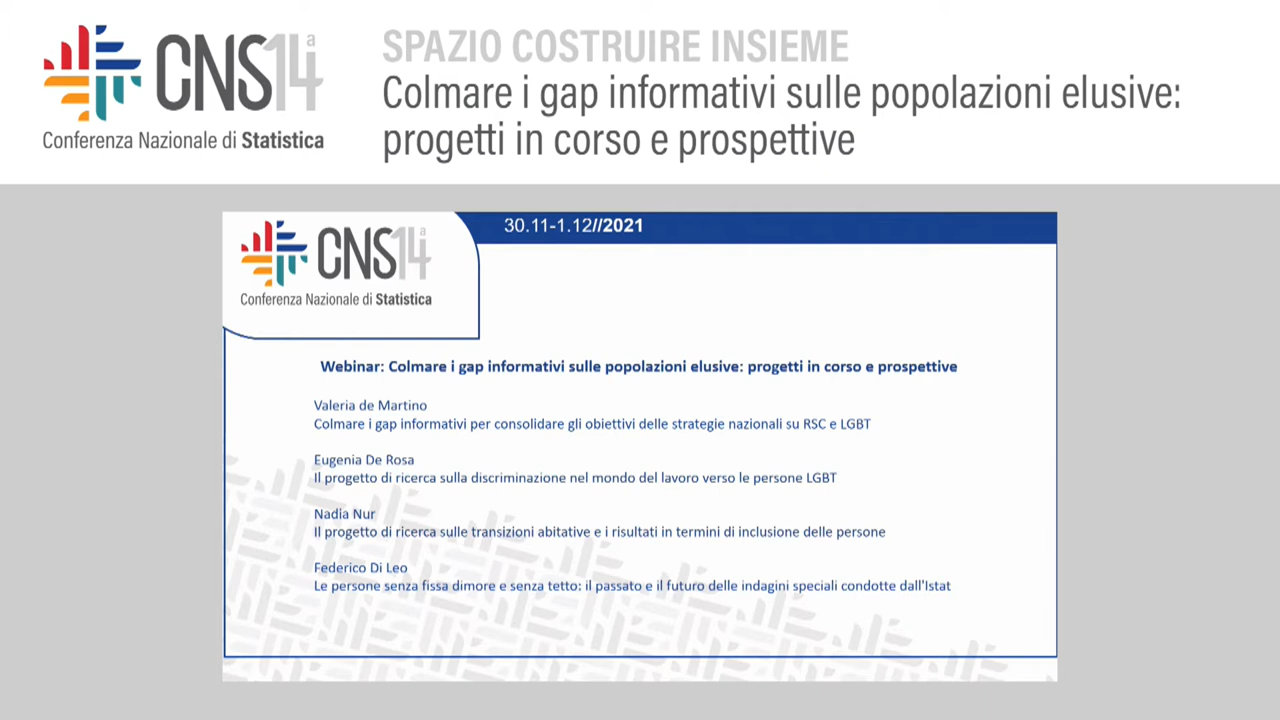 CNS14ª
Conferenza Nazionale di Statistica
SPAZIO COSTRUIRE INSIEME
Colmare i gap informativi sulle popolazioni elusive:
progetti in corso e prospettive
CNS14ª
Conferenza Nazionale di Statistica
30.11-1.12//2021
Webinar: Colmare i gap informativi sulle popolazioni elusive: progetti in corso e prospettive
Valeria de Martino
Colmare i gap informativi per consolidare gli obiettivi delle strategie nazionali su RSC e LGBT
Eugenia De Rosa
Il progetto di ricerca sulla discriminazione nel mondo del lavoro verso le persone LGBT
Nadia Nur
Il progetto di ricerca sulle transizioni abitative e i risultati in termini di inclusione delle persone
Federico Di Leo
Le persone senza fissa dimore e senza tetto: il passato e il futuro delle indagini speciali condotte dall'Istat